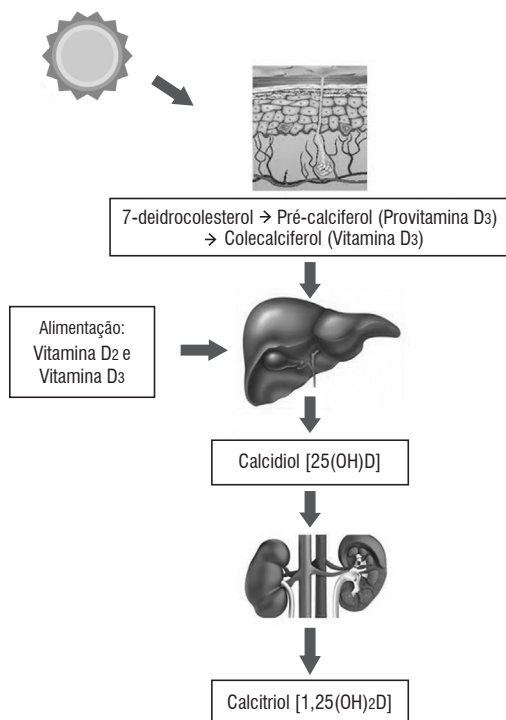 7-deidrocolesterol → Pré-calciferol (Provitamina D3)
→ Colecalciferol (Vitamina D3)
Alimentação:
Vitamina D2 e
Vitamina D3
Calcidiol [25(OH)D]
Calcitriol [1,25(OH)2D]